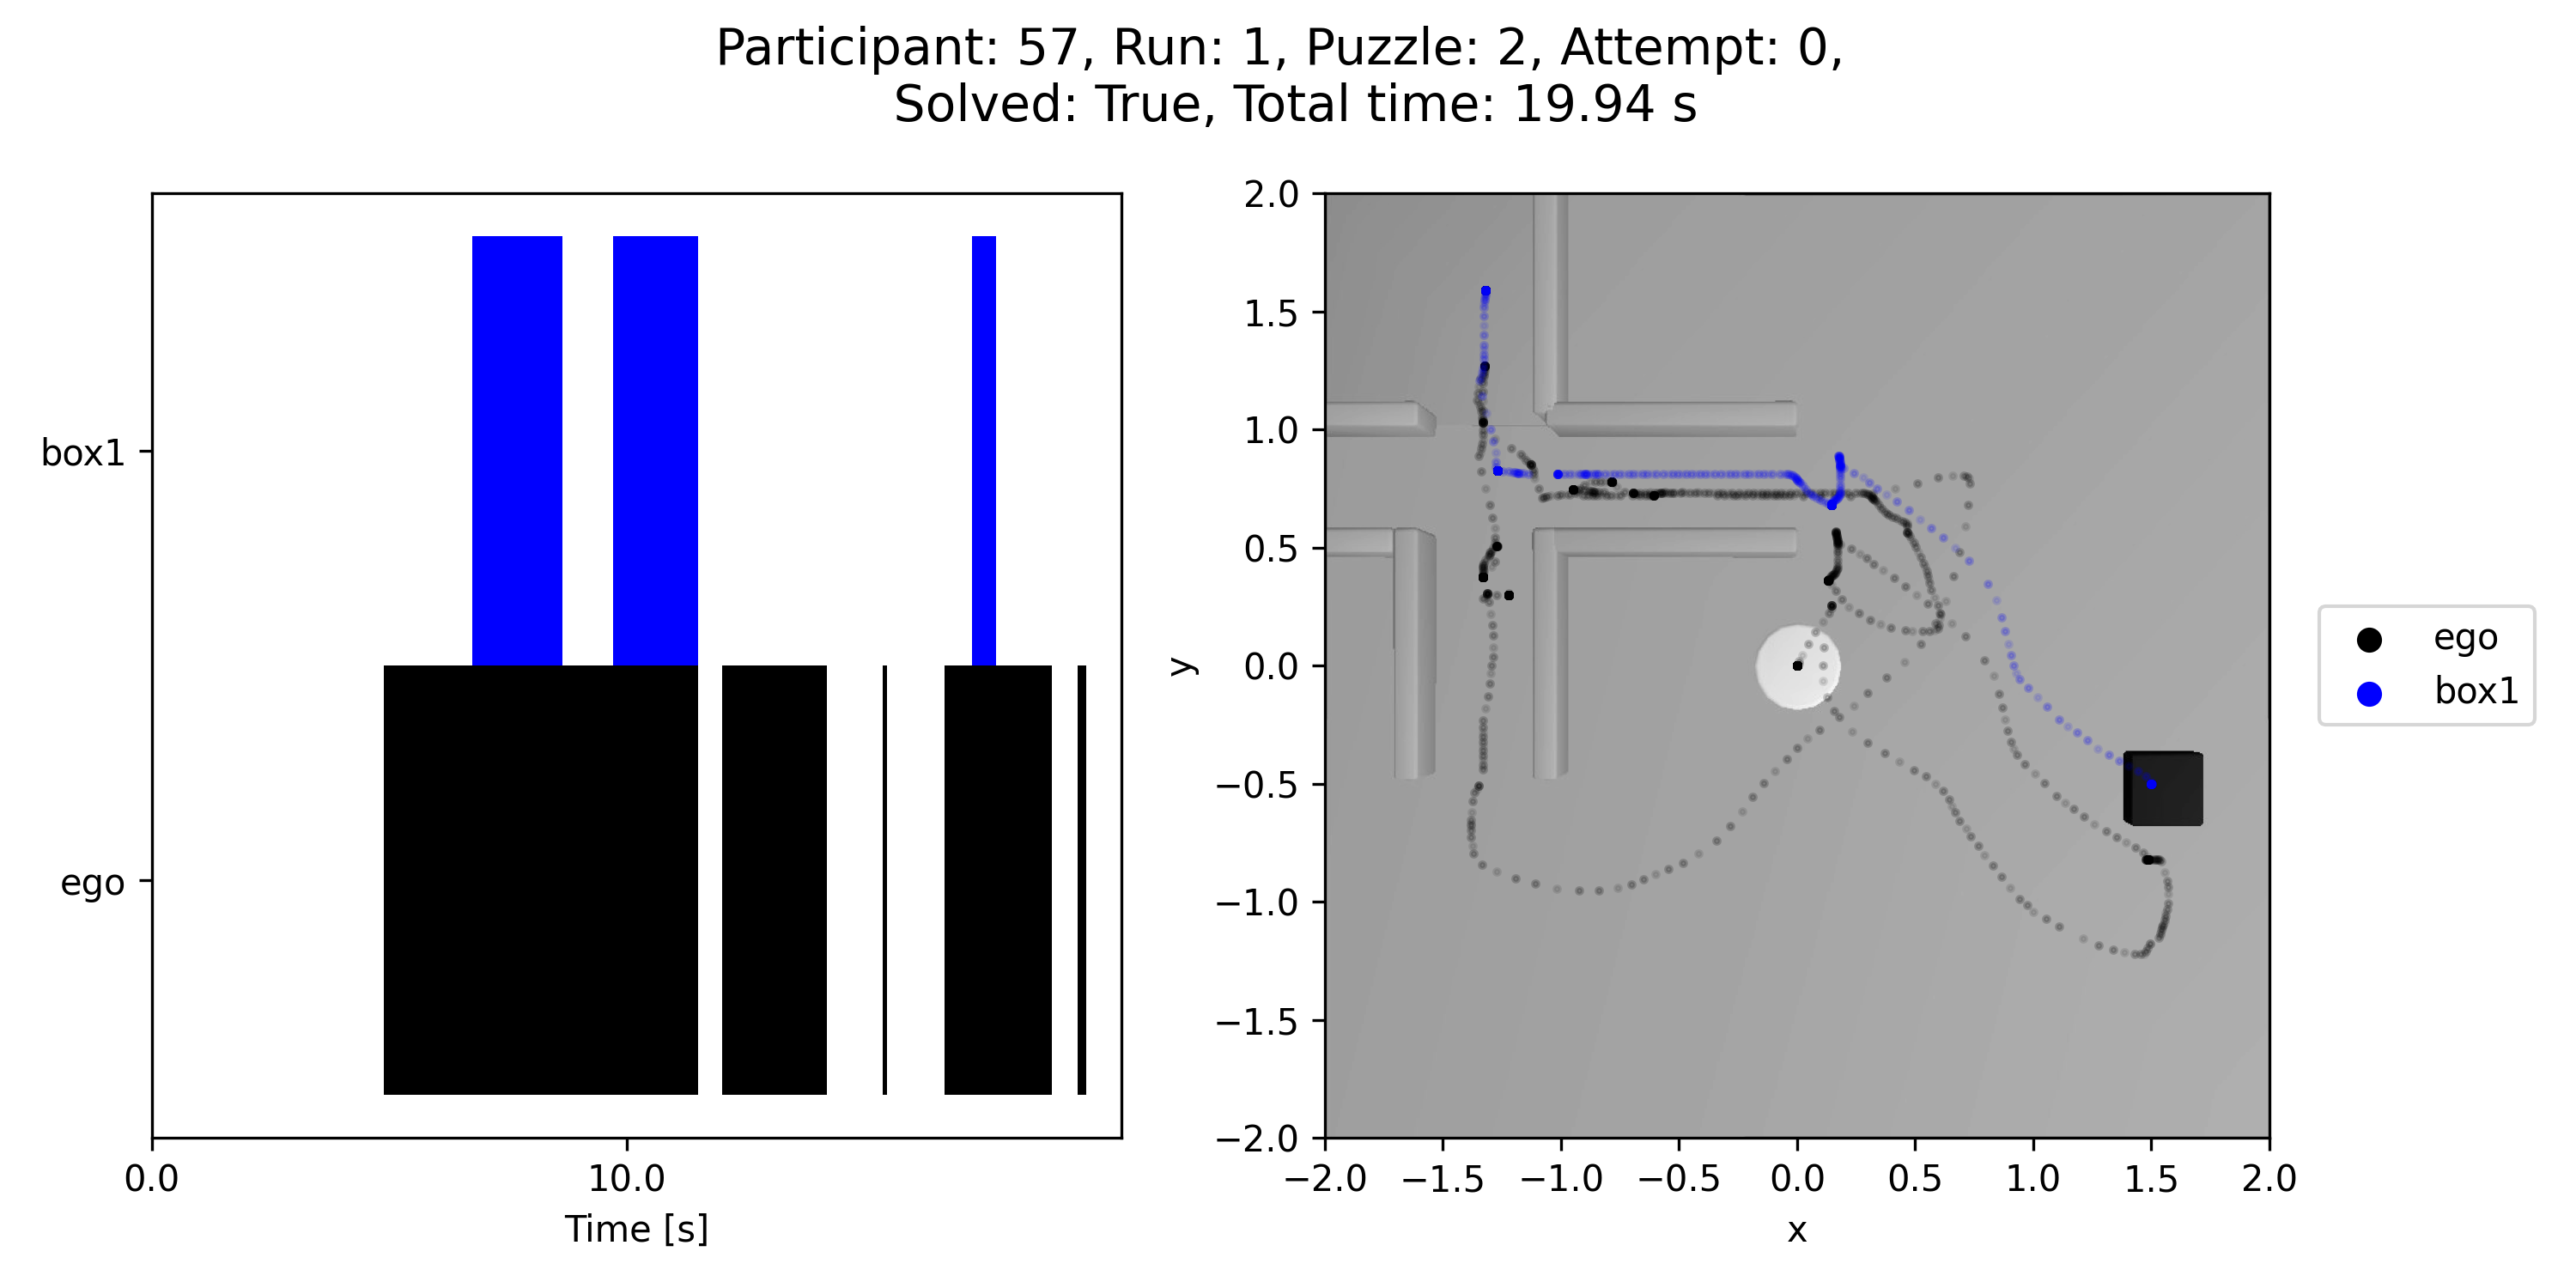 Participant: 57, Run: 1, Puzzle: 2, Attempt: 0,
Solved: True, Total time: 19.94 s
box1
ego
0.0
10.0
Time [s]
2.0
1.5
1.0
0.5
0.0
−0.5
−1.0
−1.5
−2.0
y
−2.0
−1.5
−1.0
−0.5
0.0
0.5
1.0
1.5
2.0
x
ego
box1